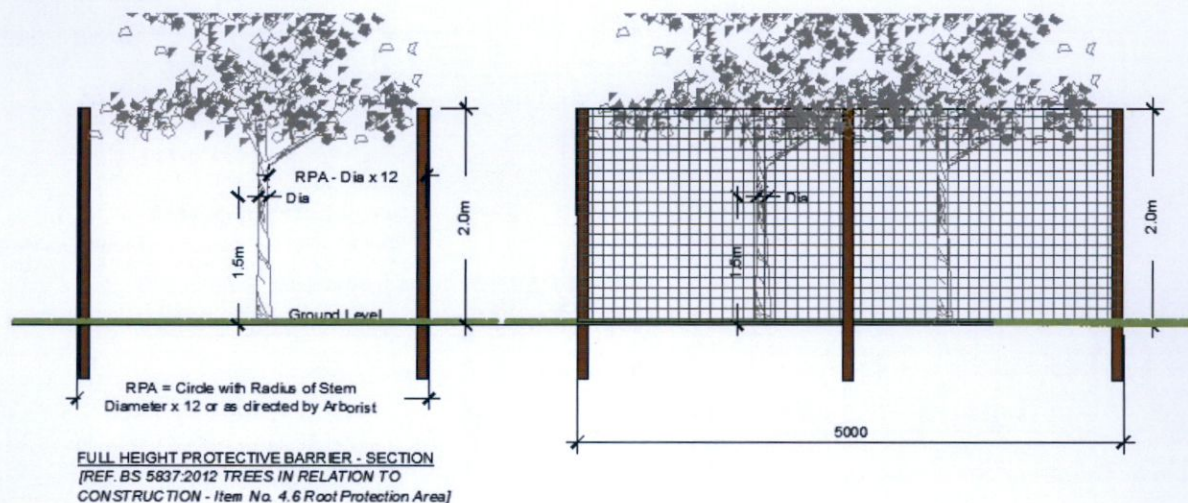 RPA - Dia x 12
Dia
1.5m
2.0m
Ground Level
RPA = Circle with Radius of Stem
Diameter x 12 or as directed by Arborist
FULL HEIGHT PROTECTIVE BARRIER - SECTION
[REF. BS 5837:2012 TREES IN RELATION TO
CONSTRUCTION - Item No. 4.6 Root Protection Area]
Dia
1.5m
2.0m
5000